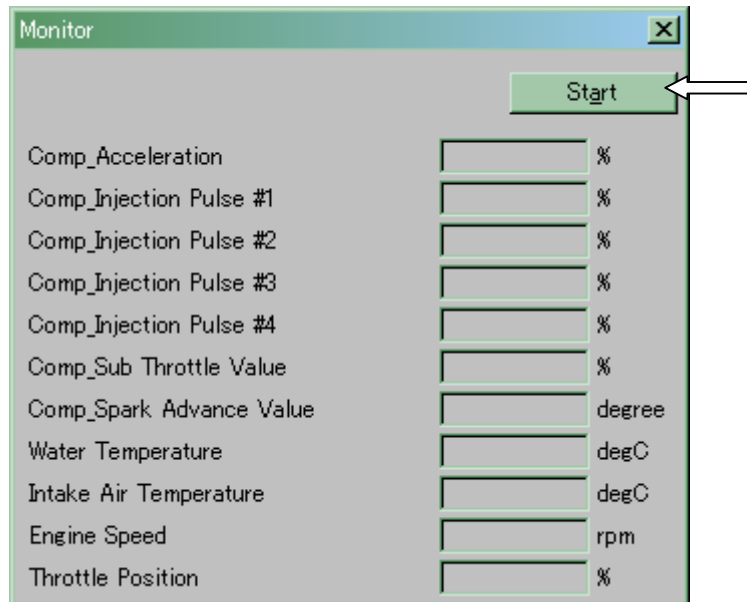 Monitor
Start
Comp_Acceleration %
Comp_Injection Pulse #1 %
Comp_Injection Pulse #2 %
Comp_Injection Pulse #3 %
Comp_Injection Pulse #4 %
Comp_Sub Throttle Value %
Comp_Spark Advance Value degree
Water Temperature degC
Intake Air Temperature degC
Engine Speed rpm
Throttle Position %